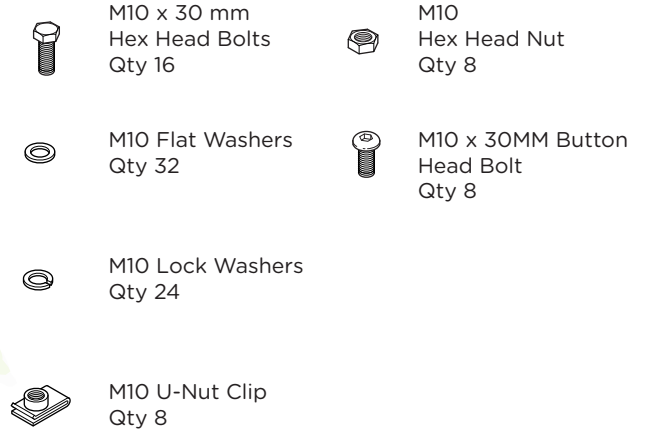 M10 x 30 mm
Hex Head Bolts
Qty 16
M10
Hex Head Nut
Qty 8
M10 Flat Washers
Qty 32
M10 x 30MM Button
Head Bolt
Qty 8
M10 Lock Washers
Qty 24
M10 U-Nut Clip
Qty 8